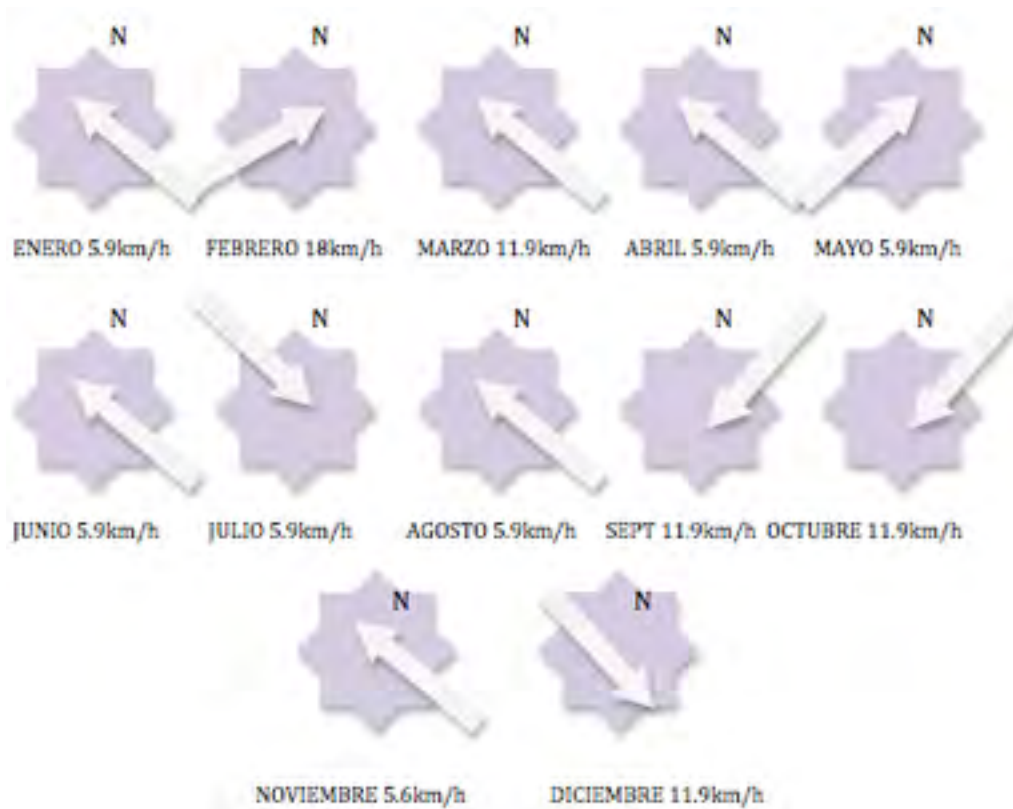 N N N N N
ENERO 5.9km/h FEBRERO 18km/h MARZO 11.9km/h ABRIL 5.9km/h MAYO 5.9km/h
N N N N N
JUNIO 5.9km/h JULIO 5.9km/h AGOSTO 5.9km/h SEPT 11.9km/h OCTUBRE 11.9km/h
N N
NOVIEMBRE 5.6km/h DICIEMBRE 11.9km/h